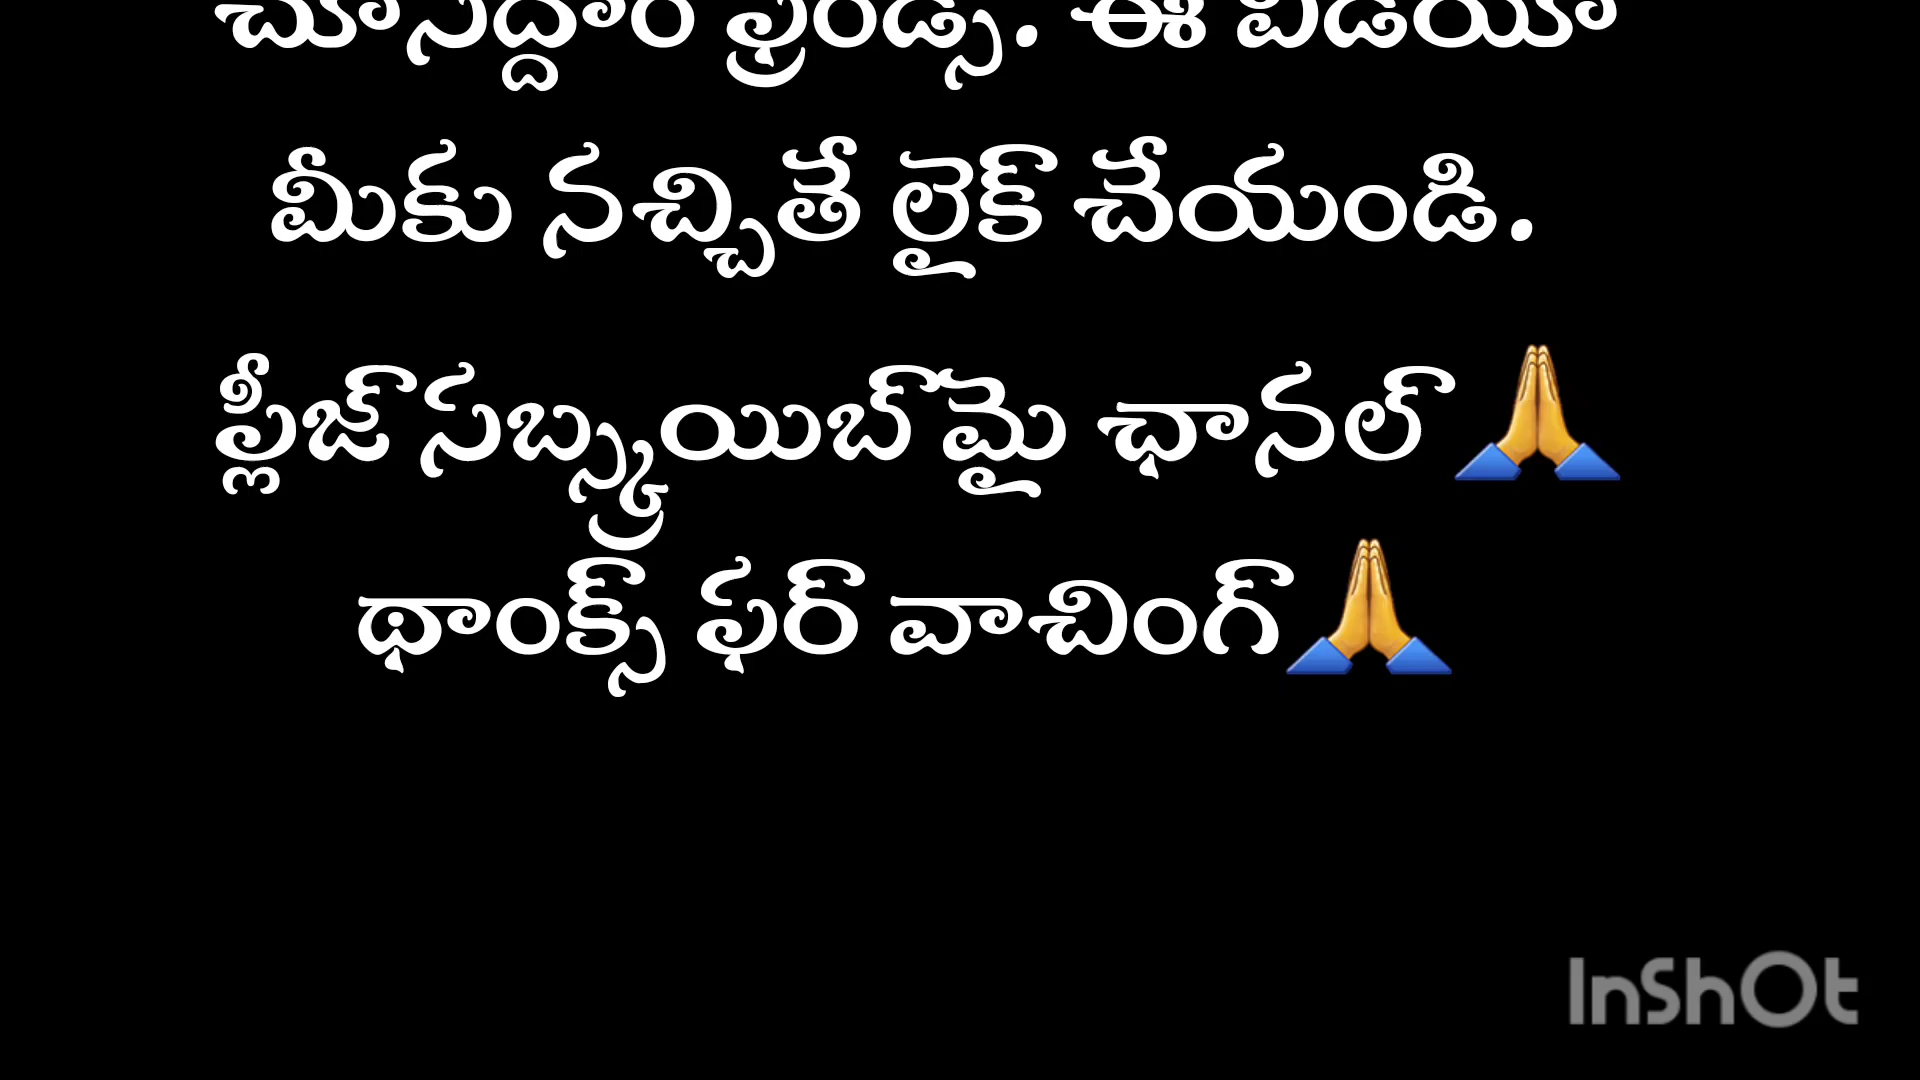 చూసేద్దాం ఫ్రెండ్స్. ఈ వీడియో
మీకు నచ్చితే లైక్ చేయండి.
ప్లీజ్ సబ్స్క్రయిబ్ మై ఛానల్ 🙏
థాంక్స్ ఫర్ వాచింగ్🙏
InShOt